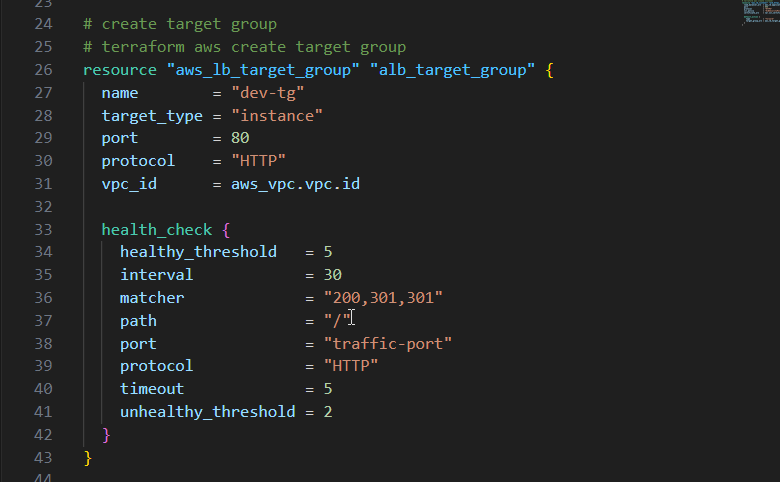 23
24 # create target group
25 # terraform aws create target group
26 resource "aws_lb_target_group" "alb_target_group" {
27   name        = "dev-tg"
28   target_type = "instance"
29   port        = 80
30   protocol    = "HTTP"
31   vpc_id      = aws_vpc.vpc.id
32
33   health_check {
34     healthy_threshold   = 5
35     interval            = 30
36     matcher             = "200,301,301"
37     path                = "/"
38     port                = "traffic-port"
39     protocol            = "HTTP"
40     timeout             = 5
41     unhealthy_threshold = 2
42   }
43 }
44